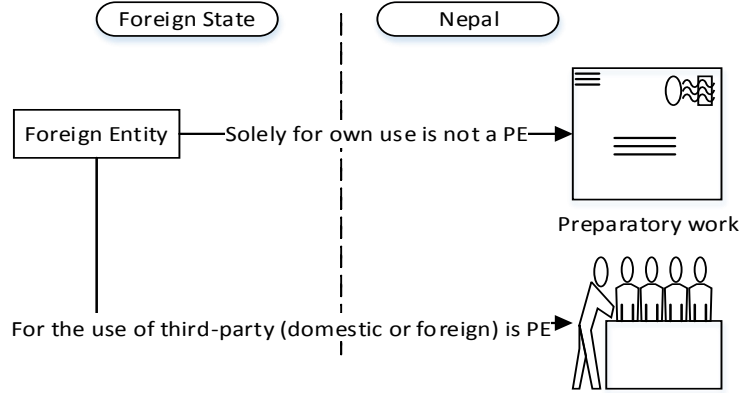 Foreign State
Nepal
Foreign Entity
Solely for own use is not a PE
Preparatory work
For the use of third-party (domestic or foreign) is PE